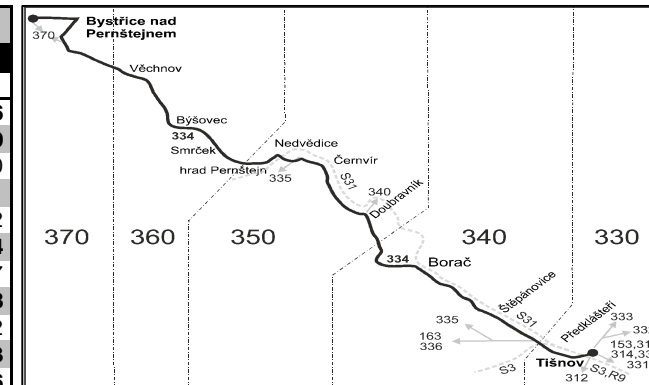 Bystřice nad
Pernštejnem
370
Věchnov
Býšovec
334
Smrček
Nedvědice
hrad Pernštejn
335
Černvír
S31
340
Doubravník
370
360
350
340
330
334
Borač
Štěpánovice
S31
Předklášteří
333
335
163
336
153,31
314,33
331
Tišnov
S3
S3,R9
312